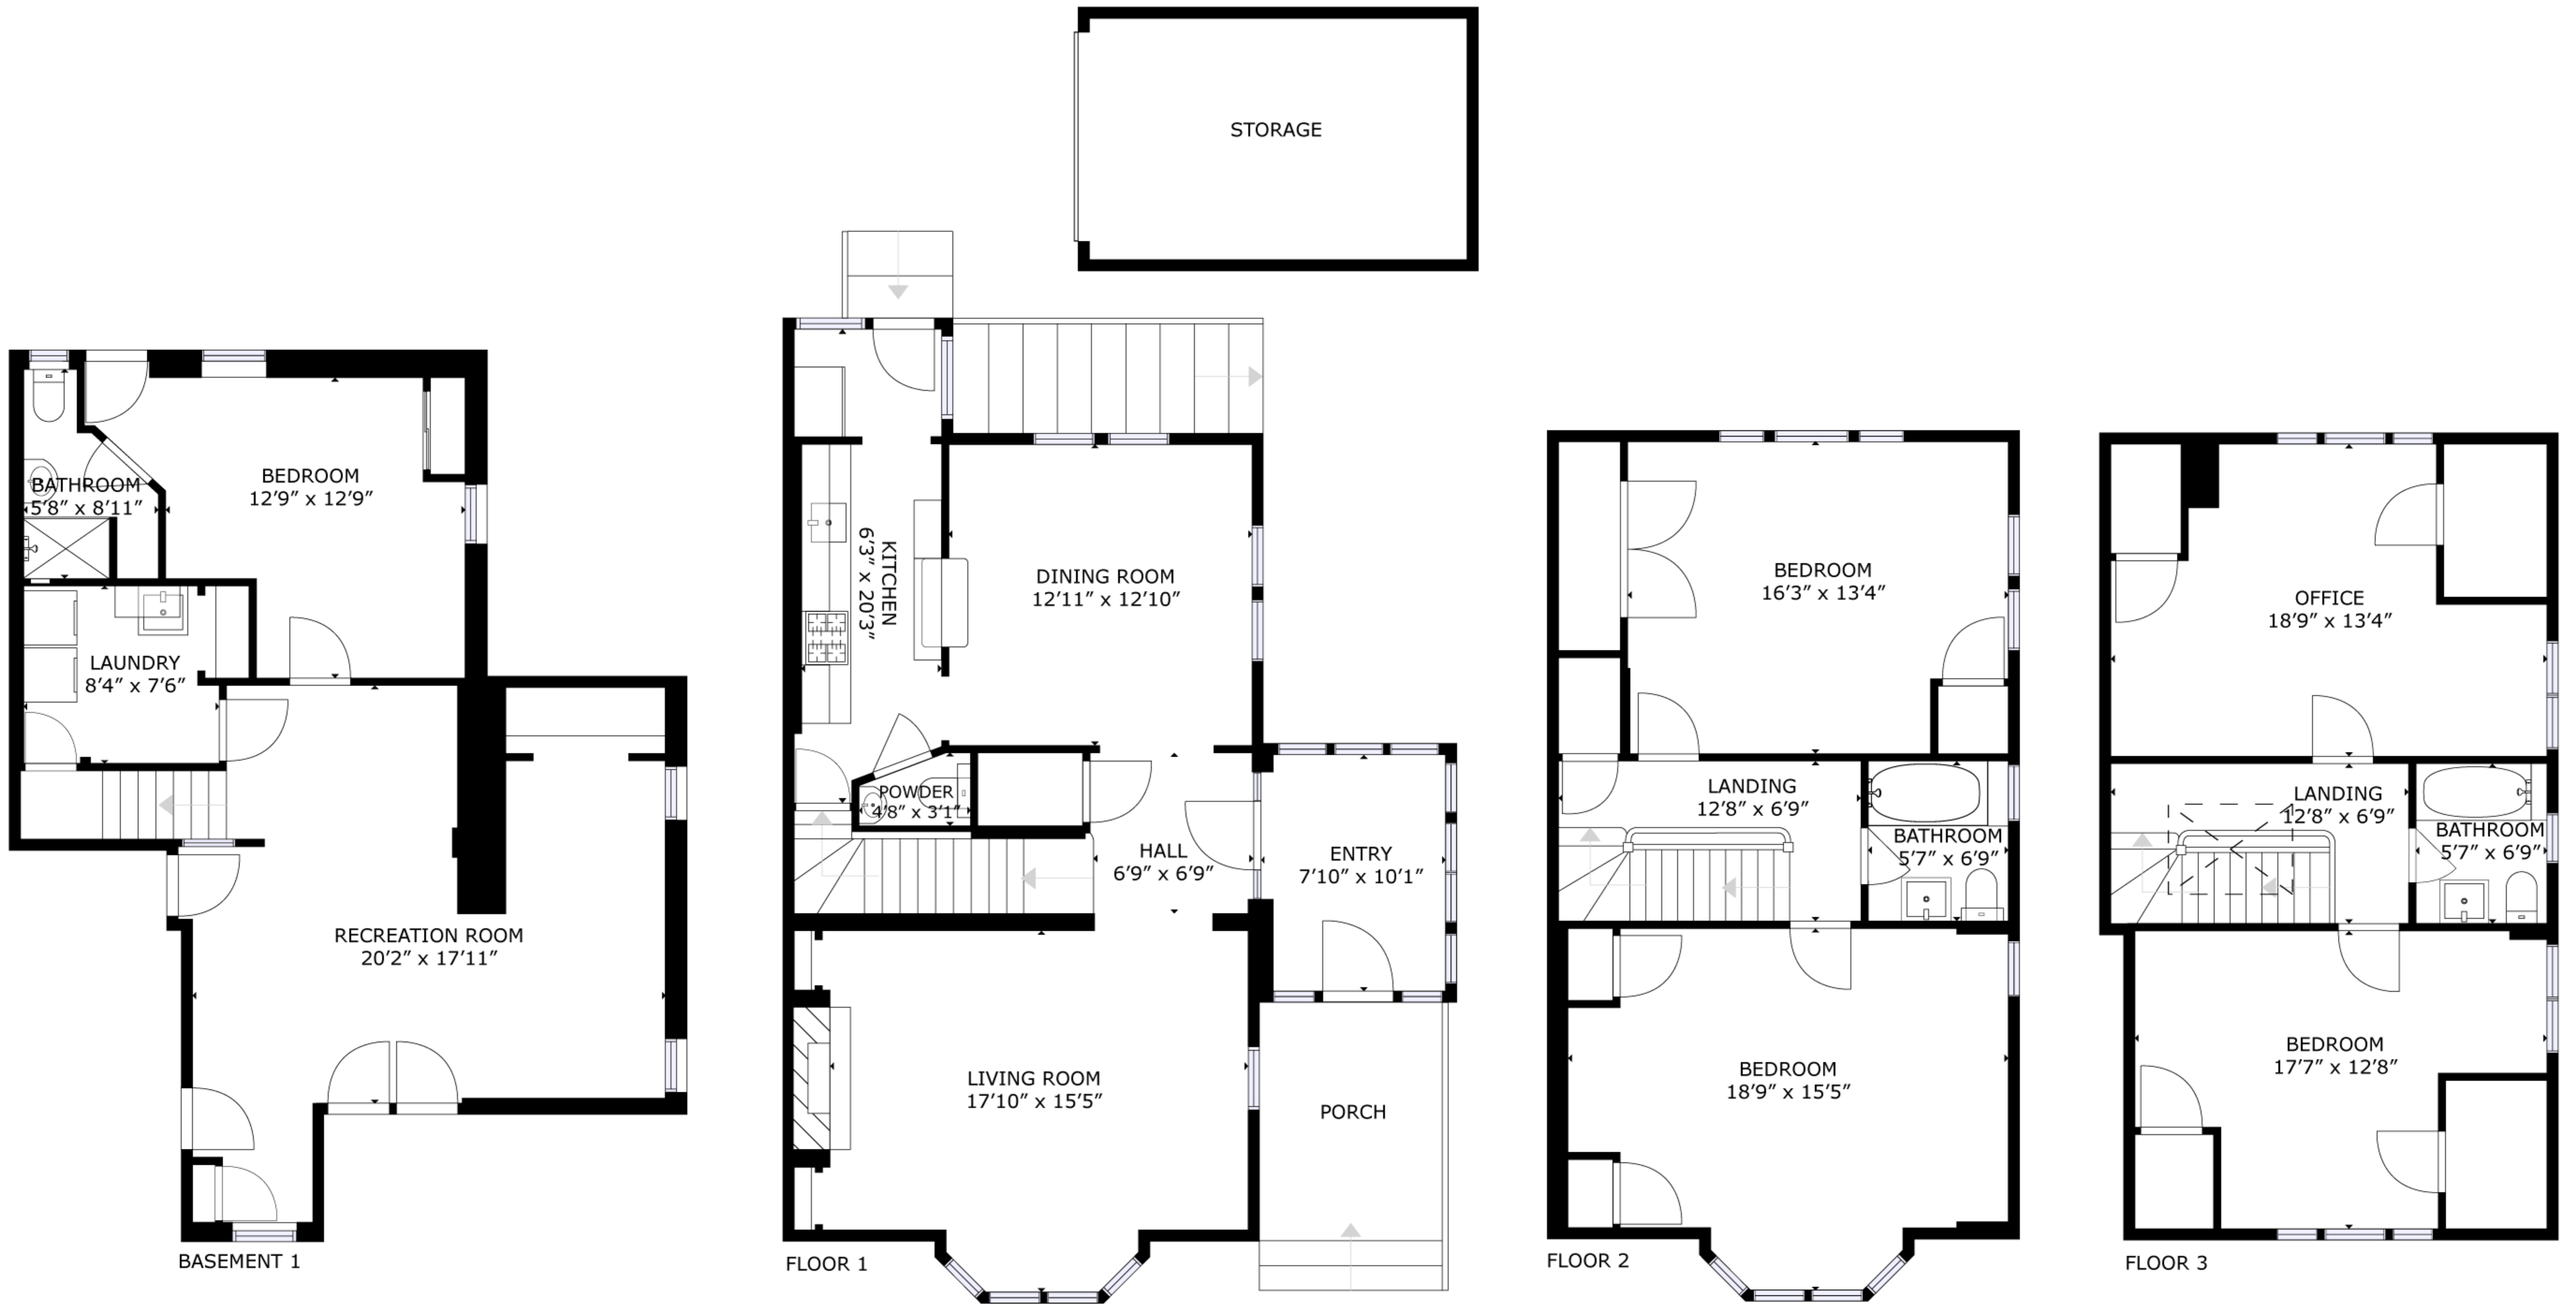 STORAGE
BATHROOM
5'8" x 8'11"
BEDROOM
12'9" x 12'9"
LAUNDRY
8'4" x 7'6"
RECREATION ROOM
20'2" x 17'11"
BASEMENT 1
KITCHEN
6'3" x 20'3"
DINING ROOM
12'11" x 12'10"
POWDER
4'8" x 3'1"
HALL
6'9" x 6'9"
ENTRY
7'10" x 10'1"
LIVING ROOM
17'10" x 15'5"
PORCH
FLOOR 1
BEDROOM
16'3" x 13'4"
LANDING
12'8" x 6'9"
BATHROOM
5'7" x 6'9"
BEDROOM
18'9" x 15'5"
FLOOR 2
OFFICE
18'9" x 13'4"
LANDING
12'8" x 6'9"
BATHROOM
5'7" x 6'9"
BEDROOM
17'7" x 12'8"
FLOOR 3